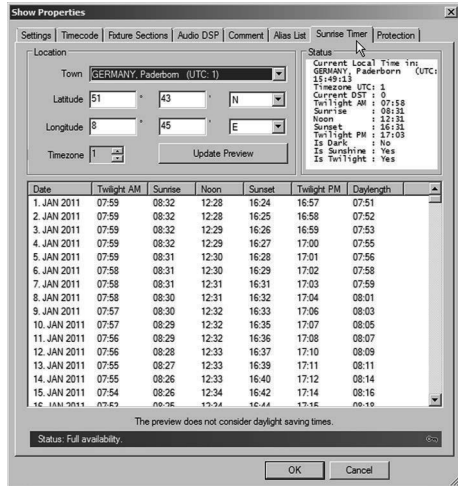 Show Properties
Settings Timecode Fixture Sections Audio DSP Comment Alias List Sunrise Timer Protection
Location
Town GERMANY, Paderborn (UTC: 1)
Latitude 51 ° 43 ' N
Longitude 8 ° 45 ' E
Timezone 1 Update Preview
Status
Current Local Time in:
GERMANY, Paderborn (UTC:
15:49:13
Timezone UTC: 1
Current DST : 0
Twilight AM : 07:58
Sunrise : 08:31
Noon : 12:31
Sunset : 16:31
Twilight PM : 17:03
Is Dark : No
Is Sunshine : Yes
Is Twilight : Yes
Date Twilight AM Sunrise Noon Sunset Twilight PM Daylength
1. JAN 2011 07:59 08:32 12:28 16:24 16:57 07:51
2. JAN 2011 07:59 08:32 12:28 16:25 16:58 07:52
3. JAN 2011 07:59 08:32 12:29 16:26 16:59 07:53
4. JAN 2011 07:59 08:32 12:29 16:27 17:00 07:55
5. JAN 2011 07:58 08:31 12:30 16:28 17:01 07:56
6. JAN 2011 07:58 08:31 12:30 16:29 17:02 07:58
7. JAN 2011 07:58 08:31 12:31 16:31 17:03 07:59
8. JAN 2011 07:58 08:30 12:31 16:32 17:04 08:01
9. JAN 2011 07:57 08:30 12:32 16:33 17:06 08:03
10. JAN 2011 07:57 08:29 12:32 16:35 17:07 08:05
11. JAN 2011 07:56 08:29 12:32 16:36 17:08 08:07
12. JAN 2011 07:56 08:28 12:33 16:37 17:10 08:09
13. JAN 2011 07:55 08:27 12:33 16:39 17:11 08:11
14. JAN 2011 07:55 08:26 12:33 16:40 17:12 08:14
15. JAN 2011 07:54 08:26 12:34 16:42 17:14 08:16
16. JAN 2011 07:53 08:25 12:34 16:44 17:15 08:18
The preview does not consider daylight saving times.
Status: Full availability.
OK Cancel